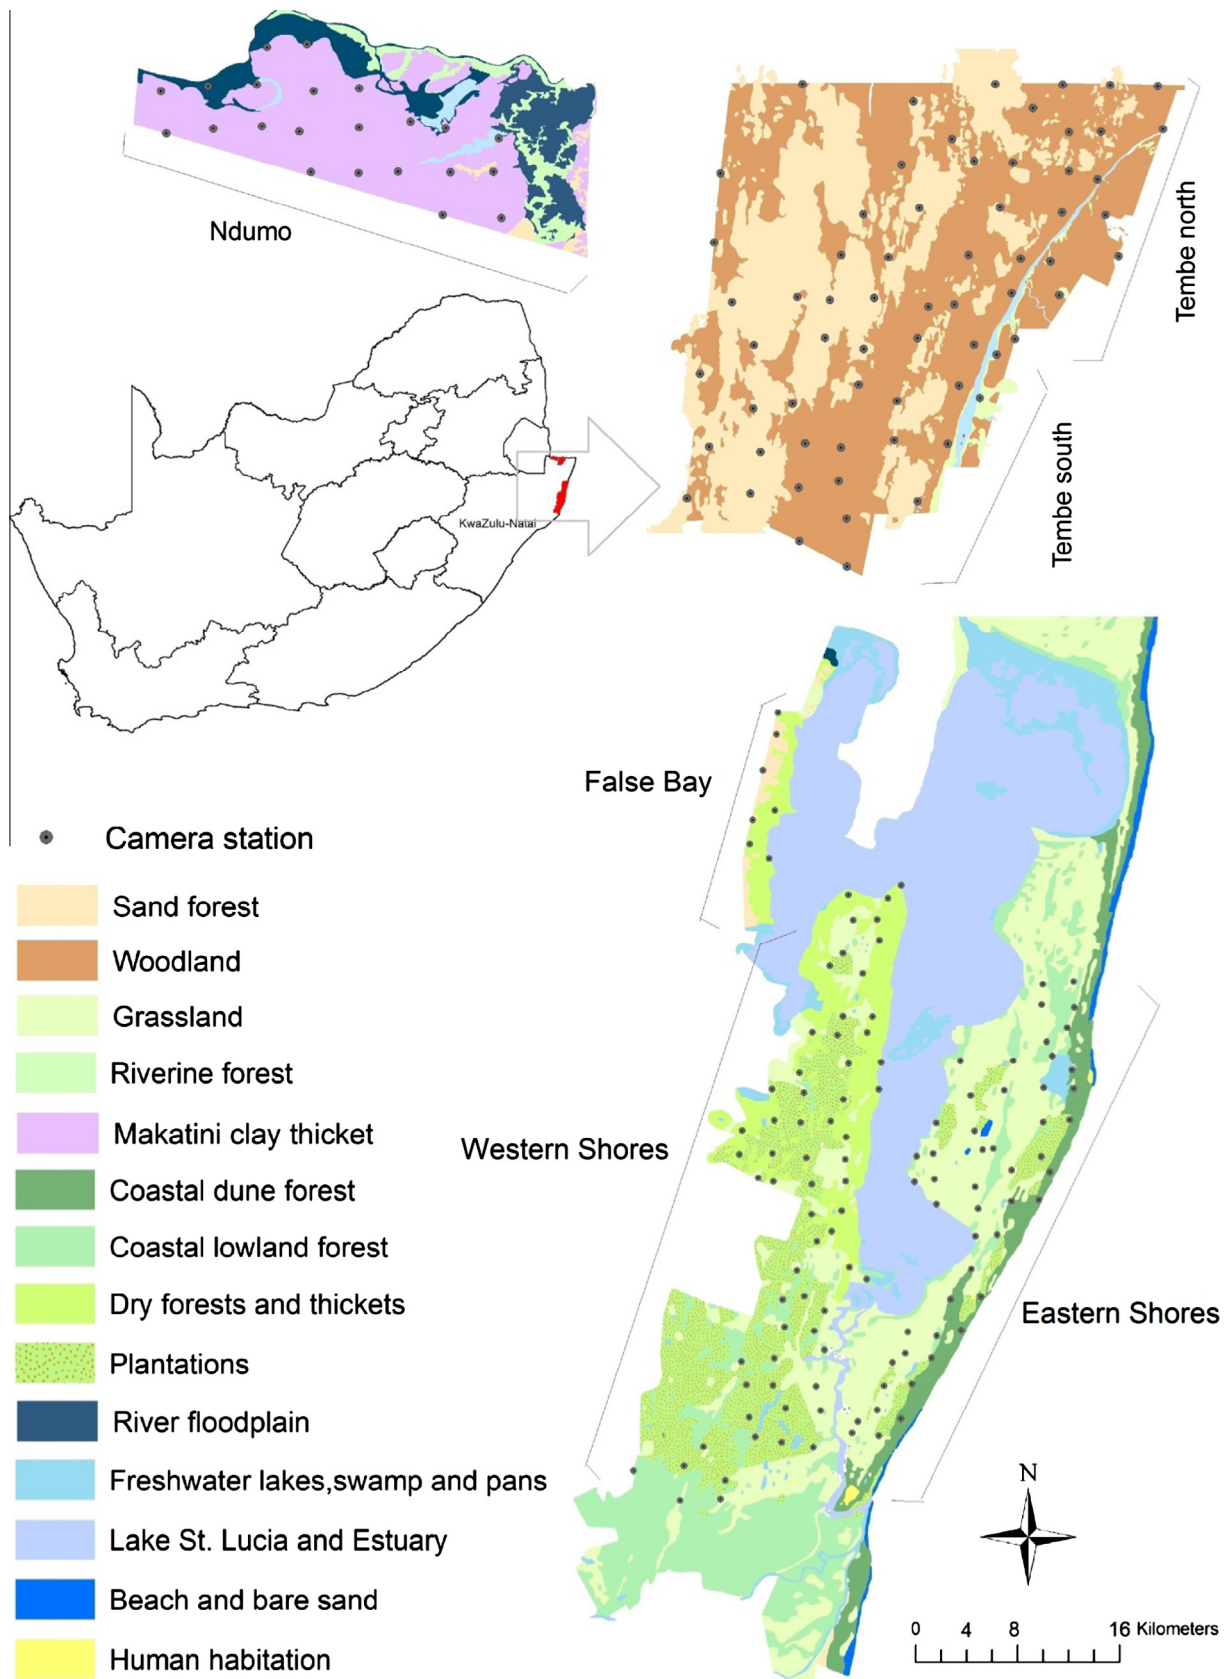 Ndumo
Tembe north
Tembe south
KwaZulu-Natal
False Bay
Western Shores
Eastern Shores
Camera station
Sand forest
Woodland
Grassland
Riverine forest
Makatini clay thicket
Coastal dune forest
Coastal lowland forest
Dry forests and thickets
Plantations
River floodplain
Freshwater lakes,swamp and pans
Lake St. Lucia and Estuary
Beach and bare sand
Human habitation
N
0 4 8 16 Kilometers